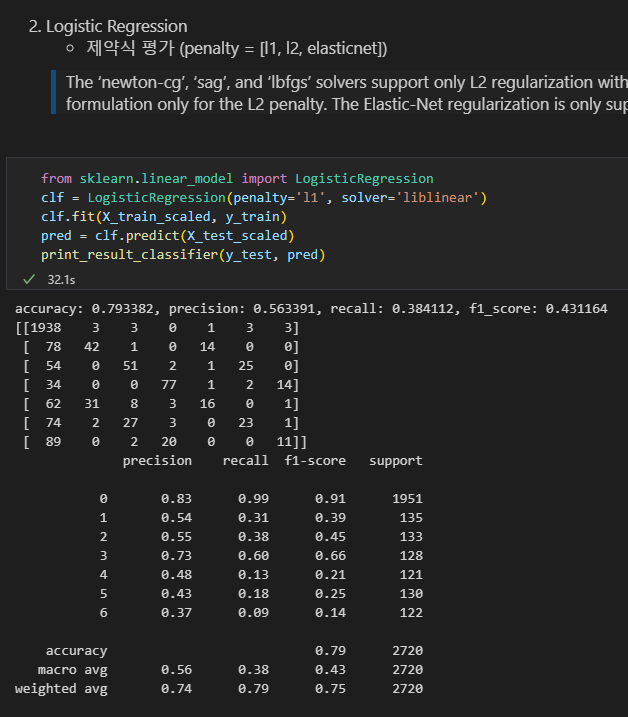 2. Logistic Regression
○ 제약식 평가 (penalty = [l1, l2, elasticnet])
The ‘newton-cg’, ‘sag’, and ‘lbfgs’ solvers support only L2 regularization with
formulation only for the L2 penalty. The Elastic-Net regularization is only
from sklearn.linear_model import LogisticRegression
clf = LogisticRegression(penalty='l1', solver='liblinear')
clf.fit(X_train_scaled, y_train)
pred = clf.predict(X_test_scaled)
print_result_classifier(y_test, pred)
✓ 32.1s
accuracy: 0.793382, precision: 0.563391, recall: 0.384112, f1_score: 0.431164
[[1938 3 3 0 1 3 3]
[ 78 42 1 0 14 0 0]
[ 54 0 51 2 1 25 0]
[ 34 0 0 77 1 2 14]
[ 62 31 8 3 16 0 1]
[ 74 2 27 3 0 23 1]
[ 89 0 2 20 0 0 11]]
precision recall f1-score support
0 0.83 0.99 0.91 1951
1 0.54 0.31 0.39 135
2 0.55 0.38 0.45 133
3 0.73 0.60 0.66 128
4 0.48 0.13 0.21 121
5 0.43 0.18 0.25 130
6 0.37 0.09 0.14 122
accuracy 0.79 2720
macro avg 0.56 0.38 0.43 2720
weighted avg 0.74 0.79 0.75 2720